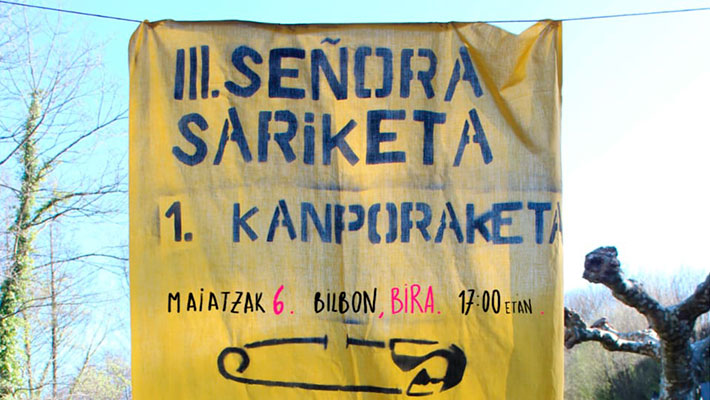 III. SEÑORA
SARiKETA
1. KANPORAKETA
MAiATZAK 6. BiLBON, BiRA. 17:00 ETAN.